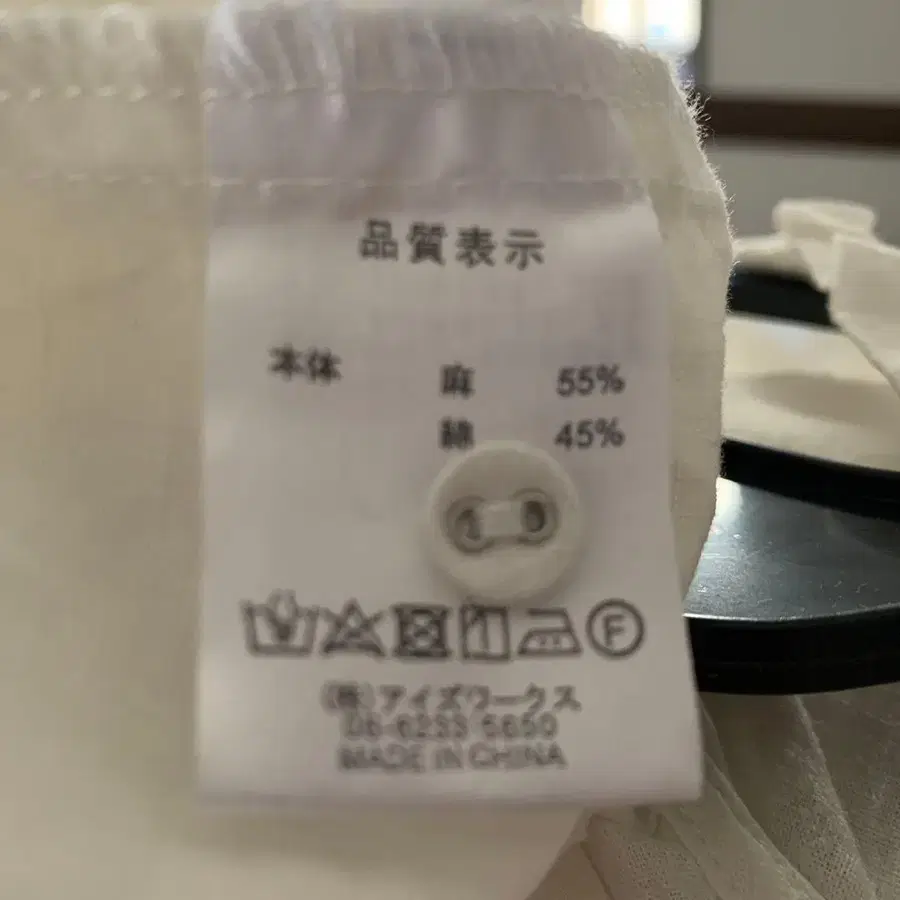 品質表示
本体 麻 55%
綿 45%
F
(株)アイズワークス
06-6233 5650
MADE IN CHINA